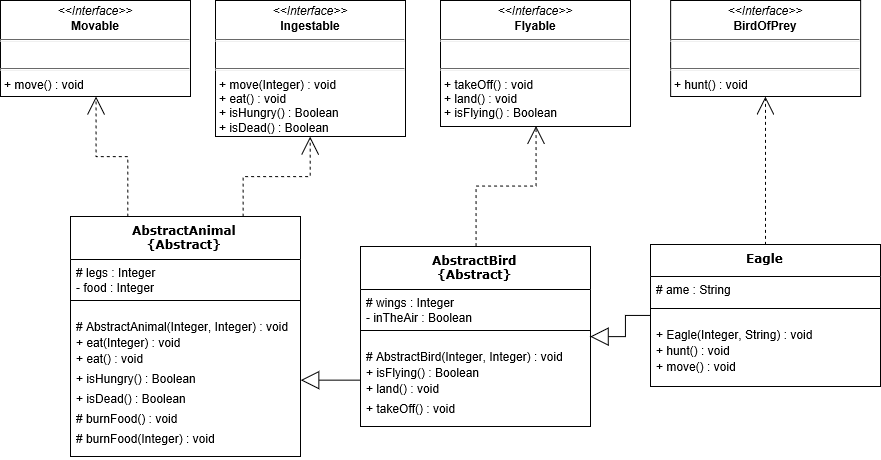 <<Interface>>
Movable
+ move() : void
<<Interface>>
Ingestable
+ move(Integer) : void
+ eat() : void
+ isHungry() : Boolean
+ isDead() : Boolean
<<Interface>>
Flyable
+ takeOff() : void
+ land() : void
+ isFlying() : Boolean
<<Interface>>
BirdOfPrey
+ hunt() : void
AbstractAnimal
{Abstract}
# legs : Integer
- food : Integer
# AbstractAnimal(Integer, Integer) : void
+ eat(Integer) : void
+ eat() : void
+ isHungry() : Boolean
+ isDead() : Boolean
# burnFood() : void
# burnFood(Integer) : void
AbstractBird
{Abstract}
# wings : Integer
- inTheAir : Boolean
# AbstractBird(Integer, Integer) : void
+ isFlying() : Boolean
+ land() : void
+ takeOff() : void
Eagle
# ame : String
+ Eagle(Integer, String) : void
+ hunt() : void
+ move() : void